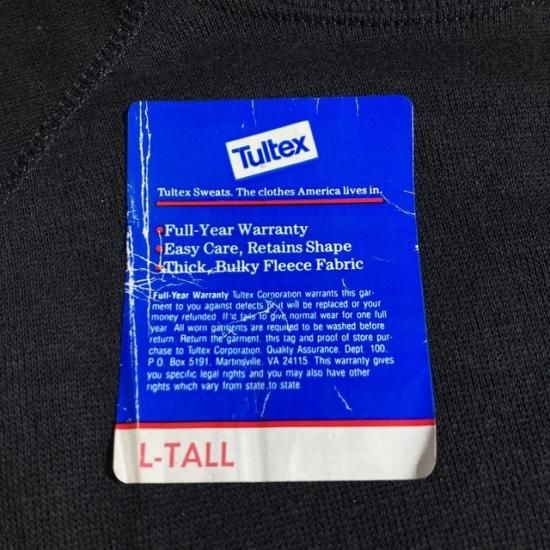 Tultex
Tultex Sweats. The clothes America lives in.
• Full-Year Warranty
• Easy Care, Retains Shape
• Thick, Bulky Fleece Fabric
Full-Year Warranty Tultex Corporation warrants this gar-
ment to you against defects or it will be replaced or your
money refunded. If it fails to give normal wear for one full
year. All worn garments are required to be washed before
return. Return the garment, this tag and proof of store pur-
chase to Tultex Corporation. Quality Assurance. Dept. 100.
P.O. Box 5191, Martinsville, VA 24115. This warranty gives
you specific legal rights and you may also have other
rights which vary from state to state.
L-TALL